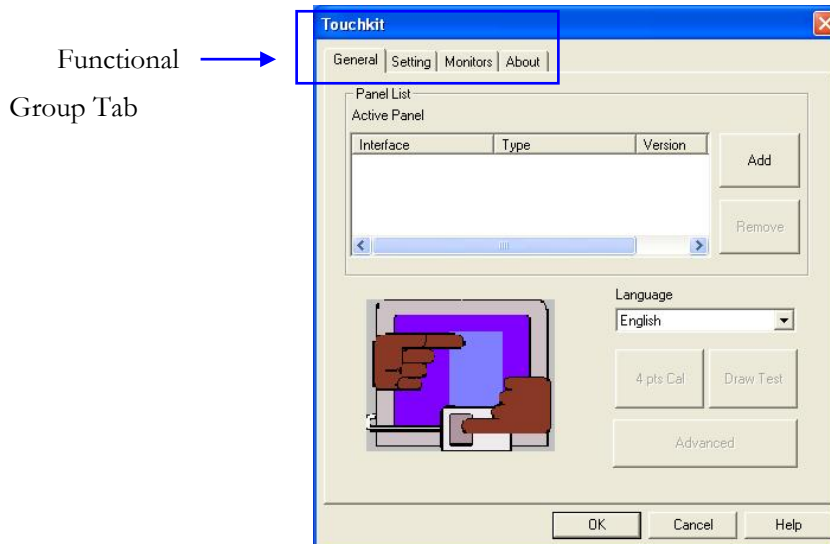 Touchkit
Functional
Group Tab
General Setting Monitors About
Panel List
Active Panel
Interface Type Version
Add
Remove
Language
English
4 pts Cal Draw Test
Advanced
OK Cancel Help